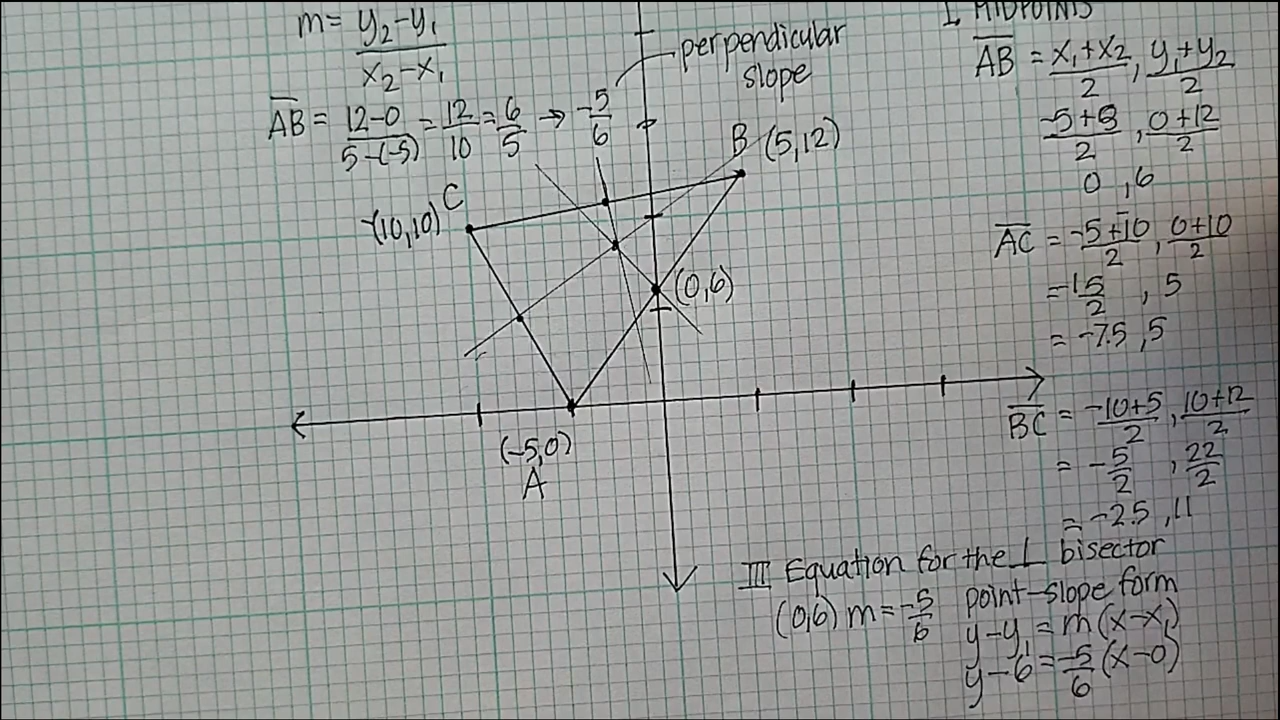 m = y₂-y₁
x₂-x₁
AB = 12-0 = 12 = 6 → -5
5-(-5) 10 5 6
perpendicular
slope
B (5,12)
C
-(10,10)
(0,6)
(-5,0)
A
I. MIDPOINTS
AB = x₁+x₂ , y₁+y₂
2 2
-5+5 , 0+12
2 2
0 , 6
AC = -5+-10 , 0+10
2 2
= -15 , 5
2
= -7.5 , 5
BC = -10+5 , 10+12
2 2
= -5 , 22
2 2
= -2.5 , 11
III Equation for the ⊥ bisector
(0,6) m = -5 point-slope form
6 y-y₁ = m(x-x₁)
y-6 = -5 (x-0)
6